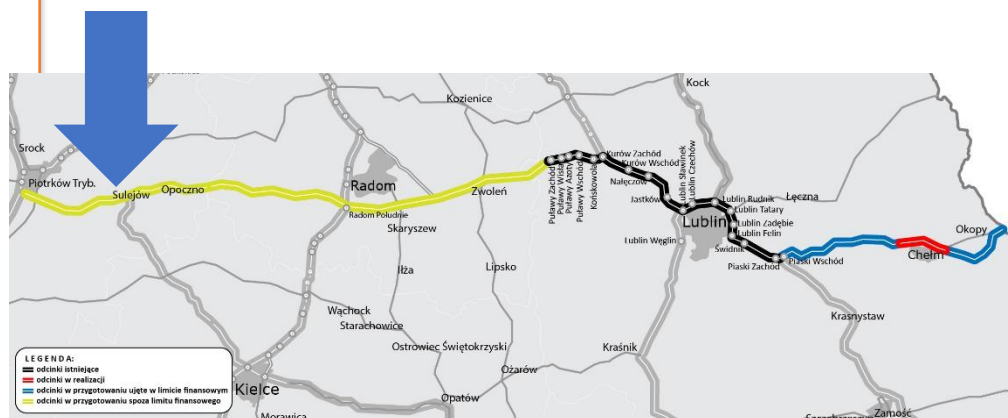 Kock
Kozienice
Srock
Piotrków Tryb.
Sulejów
Opoczno
Radom
Radom Południe
Skaryszew
Zwoleń
Puławy Zachód
Puławy Wisła
Puławy Azoty
Puławy Wschód
Końskowola
Kurów Zachód
Kurów Wschód
Nałęczów
Jastków
Lublin Sławinek
Lublin Czechów
Lublin Rudnik
Lublin Tatary
Lublin Zadębie
Lublin Felin
Lublin
Łęczna
Lublin Węglin
Świdnik
Piaski Zachód
Piaski Wschód
Okopy
Chełm
Iłża
Lipsko
Wąchock
Starachowice
Krasnystaw
Ostrowiec Świętokrzyski
Kraśnik
Ożarów
Kielce
Opatów
Zamość
Morawica
LEGENDA:
odcinki istniejące
odcinki w realizacji
odcinki w przygotowaniu ujęte w limicie finansowym
odcinki w przygotowaniu spoza limitu finansowego